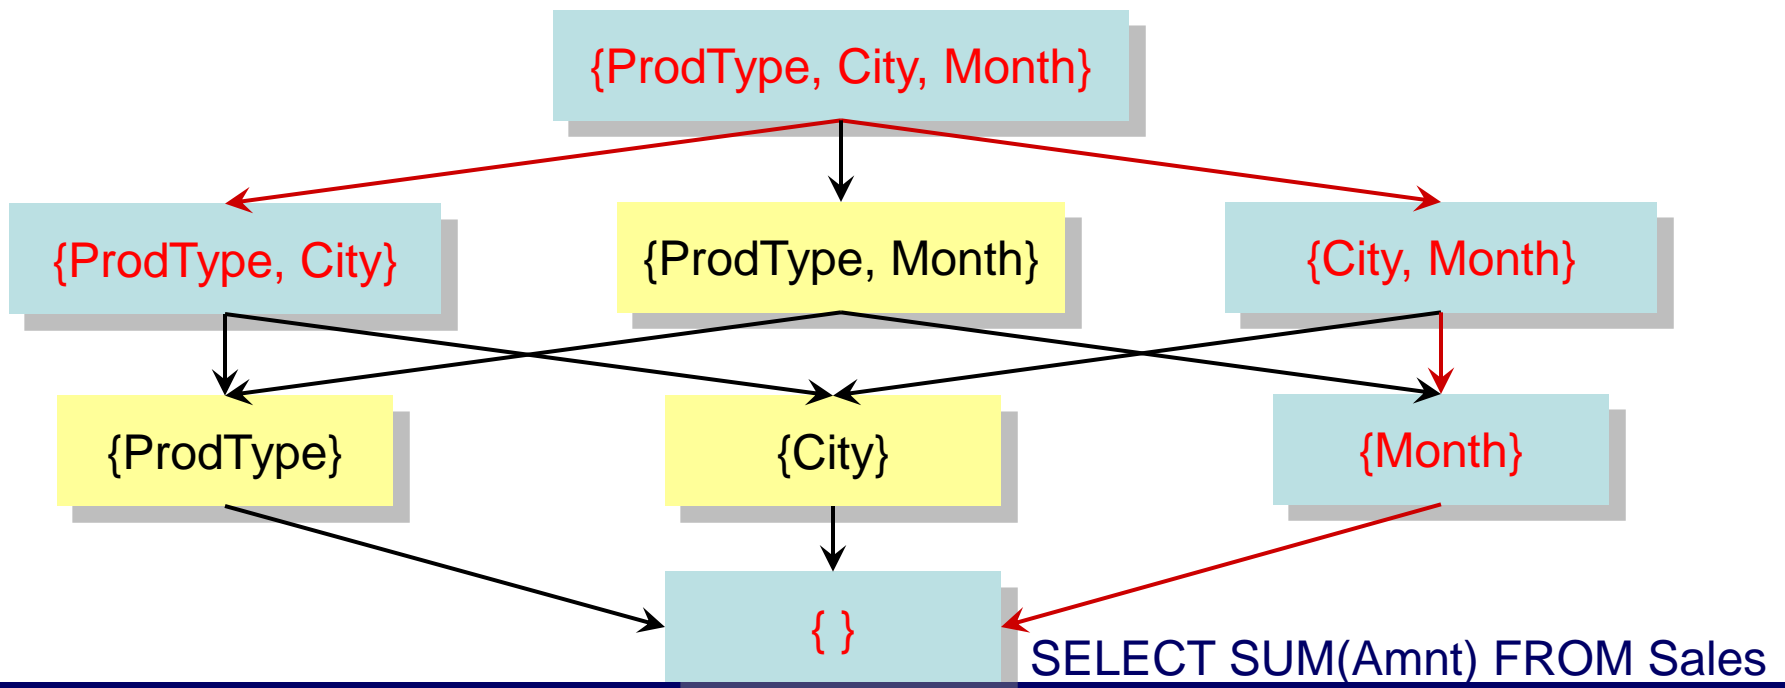 {ProdType, City, Month}
{ProdType, City}
{ProdType, Month}
{City, Month}
{ProdType}
{City}
{Month}
{ }
SELECT SUM(Amnt) FROM Sales